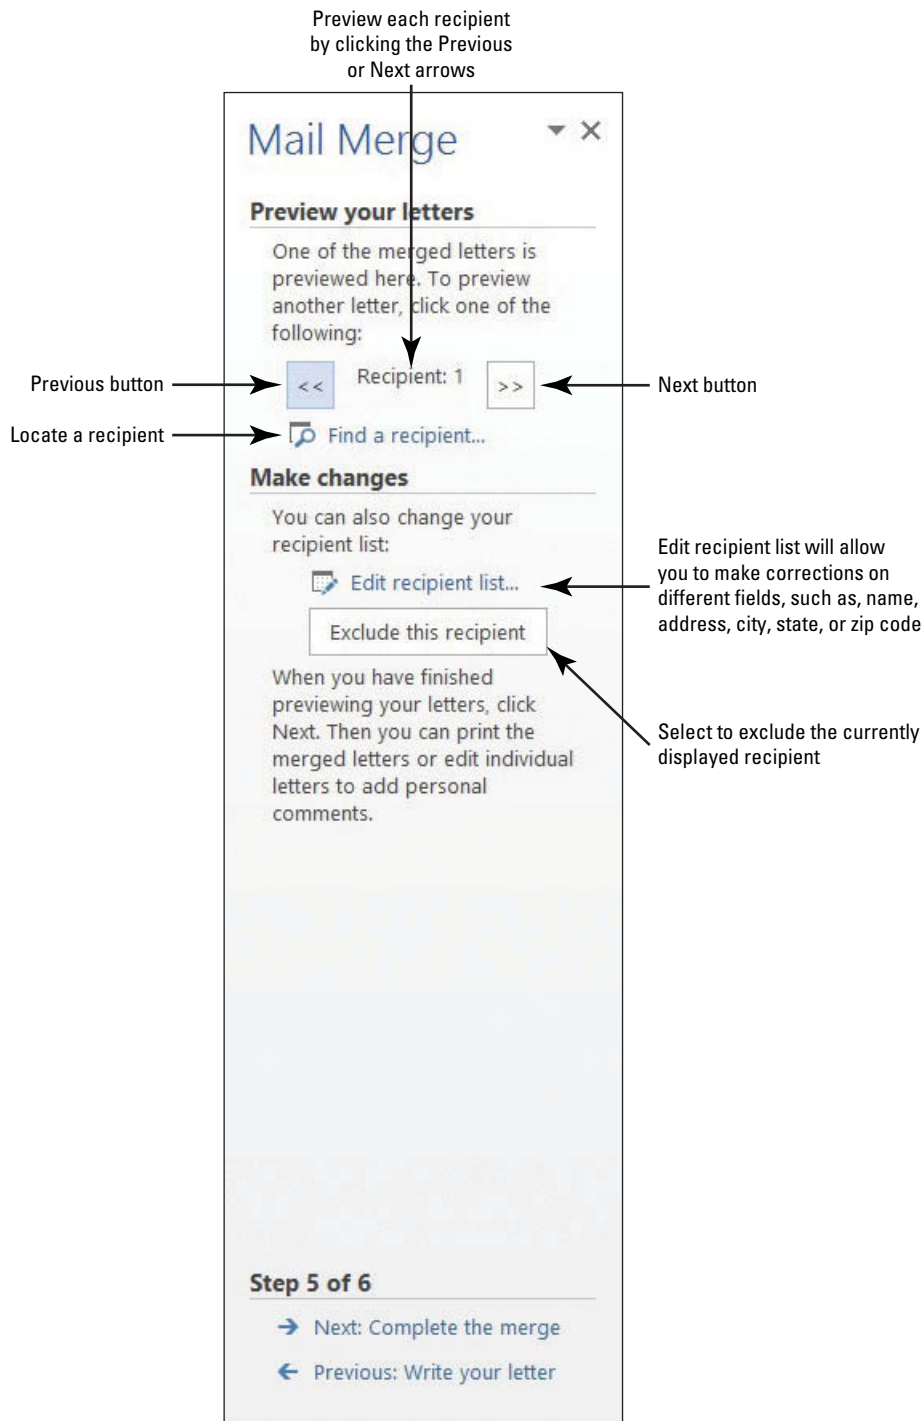 Preview each recipient
by clicking the Previous
or Next arrows
Mail Merge
Preview your letters
One of the merged letters is
previewed here. To preview
another letter, click one of the
following:
Previous button
<<
Recipient: 1
>>
Next button
Locate a recipient
Find a recipient...
Make changes
You can also change your
recipient list:
Edit recipient list...
Edit recipient list will allow
you to make corrections on
different fields, such as, name,
address, city, state, or zip code
Exclude this recipient
Select to exclude the currently
displayed recipient
When you have finished
previewing your letters, click
Next. Then you can print the
merged letters or edit individual
letters to add personal
comments.
Step 5 of 6
Next: Complete the merge
Previous: Write your letter